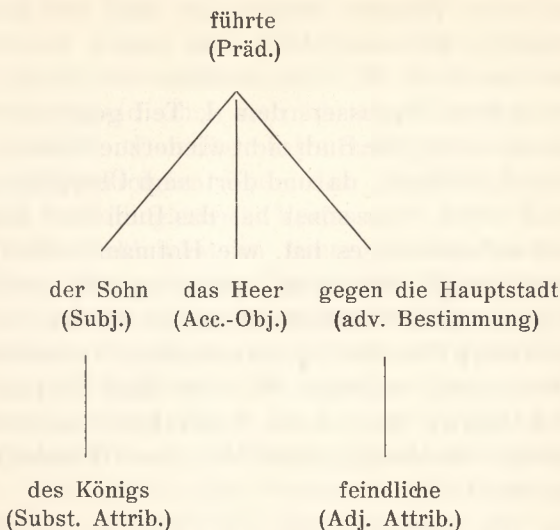 führte
(Präd.)
der Sohn das Heer gegen die Hauptstadt
(Subj.) (Acc.-Obj.) (adv. Bestimmung)
des Königs feindliche
(Subst. Attrib.) (Adj. Attrib.)